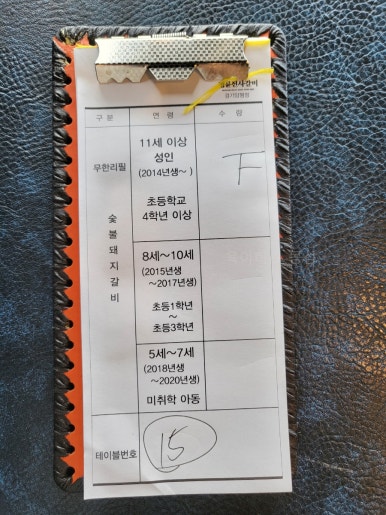 구분 연령 수량
무한리필
숯불돼지갈비
11세 이상
성인
(2014년생~ )
초등학교
4학년 이상
8세~10세
(2015년생
~2017년생)
초등1학년
~
초등3학년
5세~7세
(2018년생
~2020년생)
미취학 아동
테이블번호 15